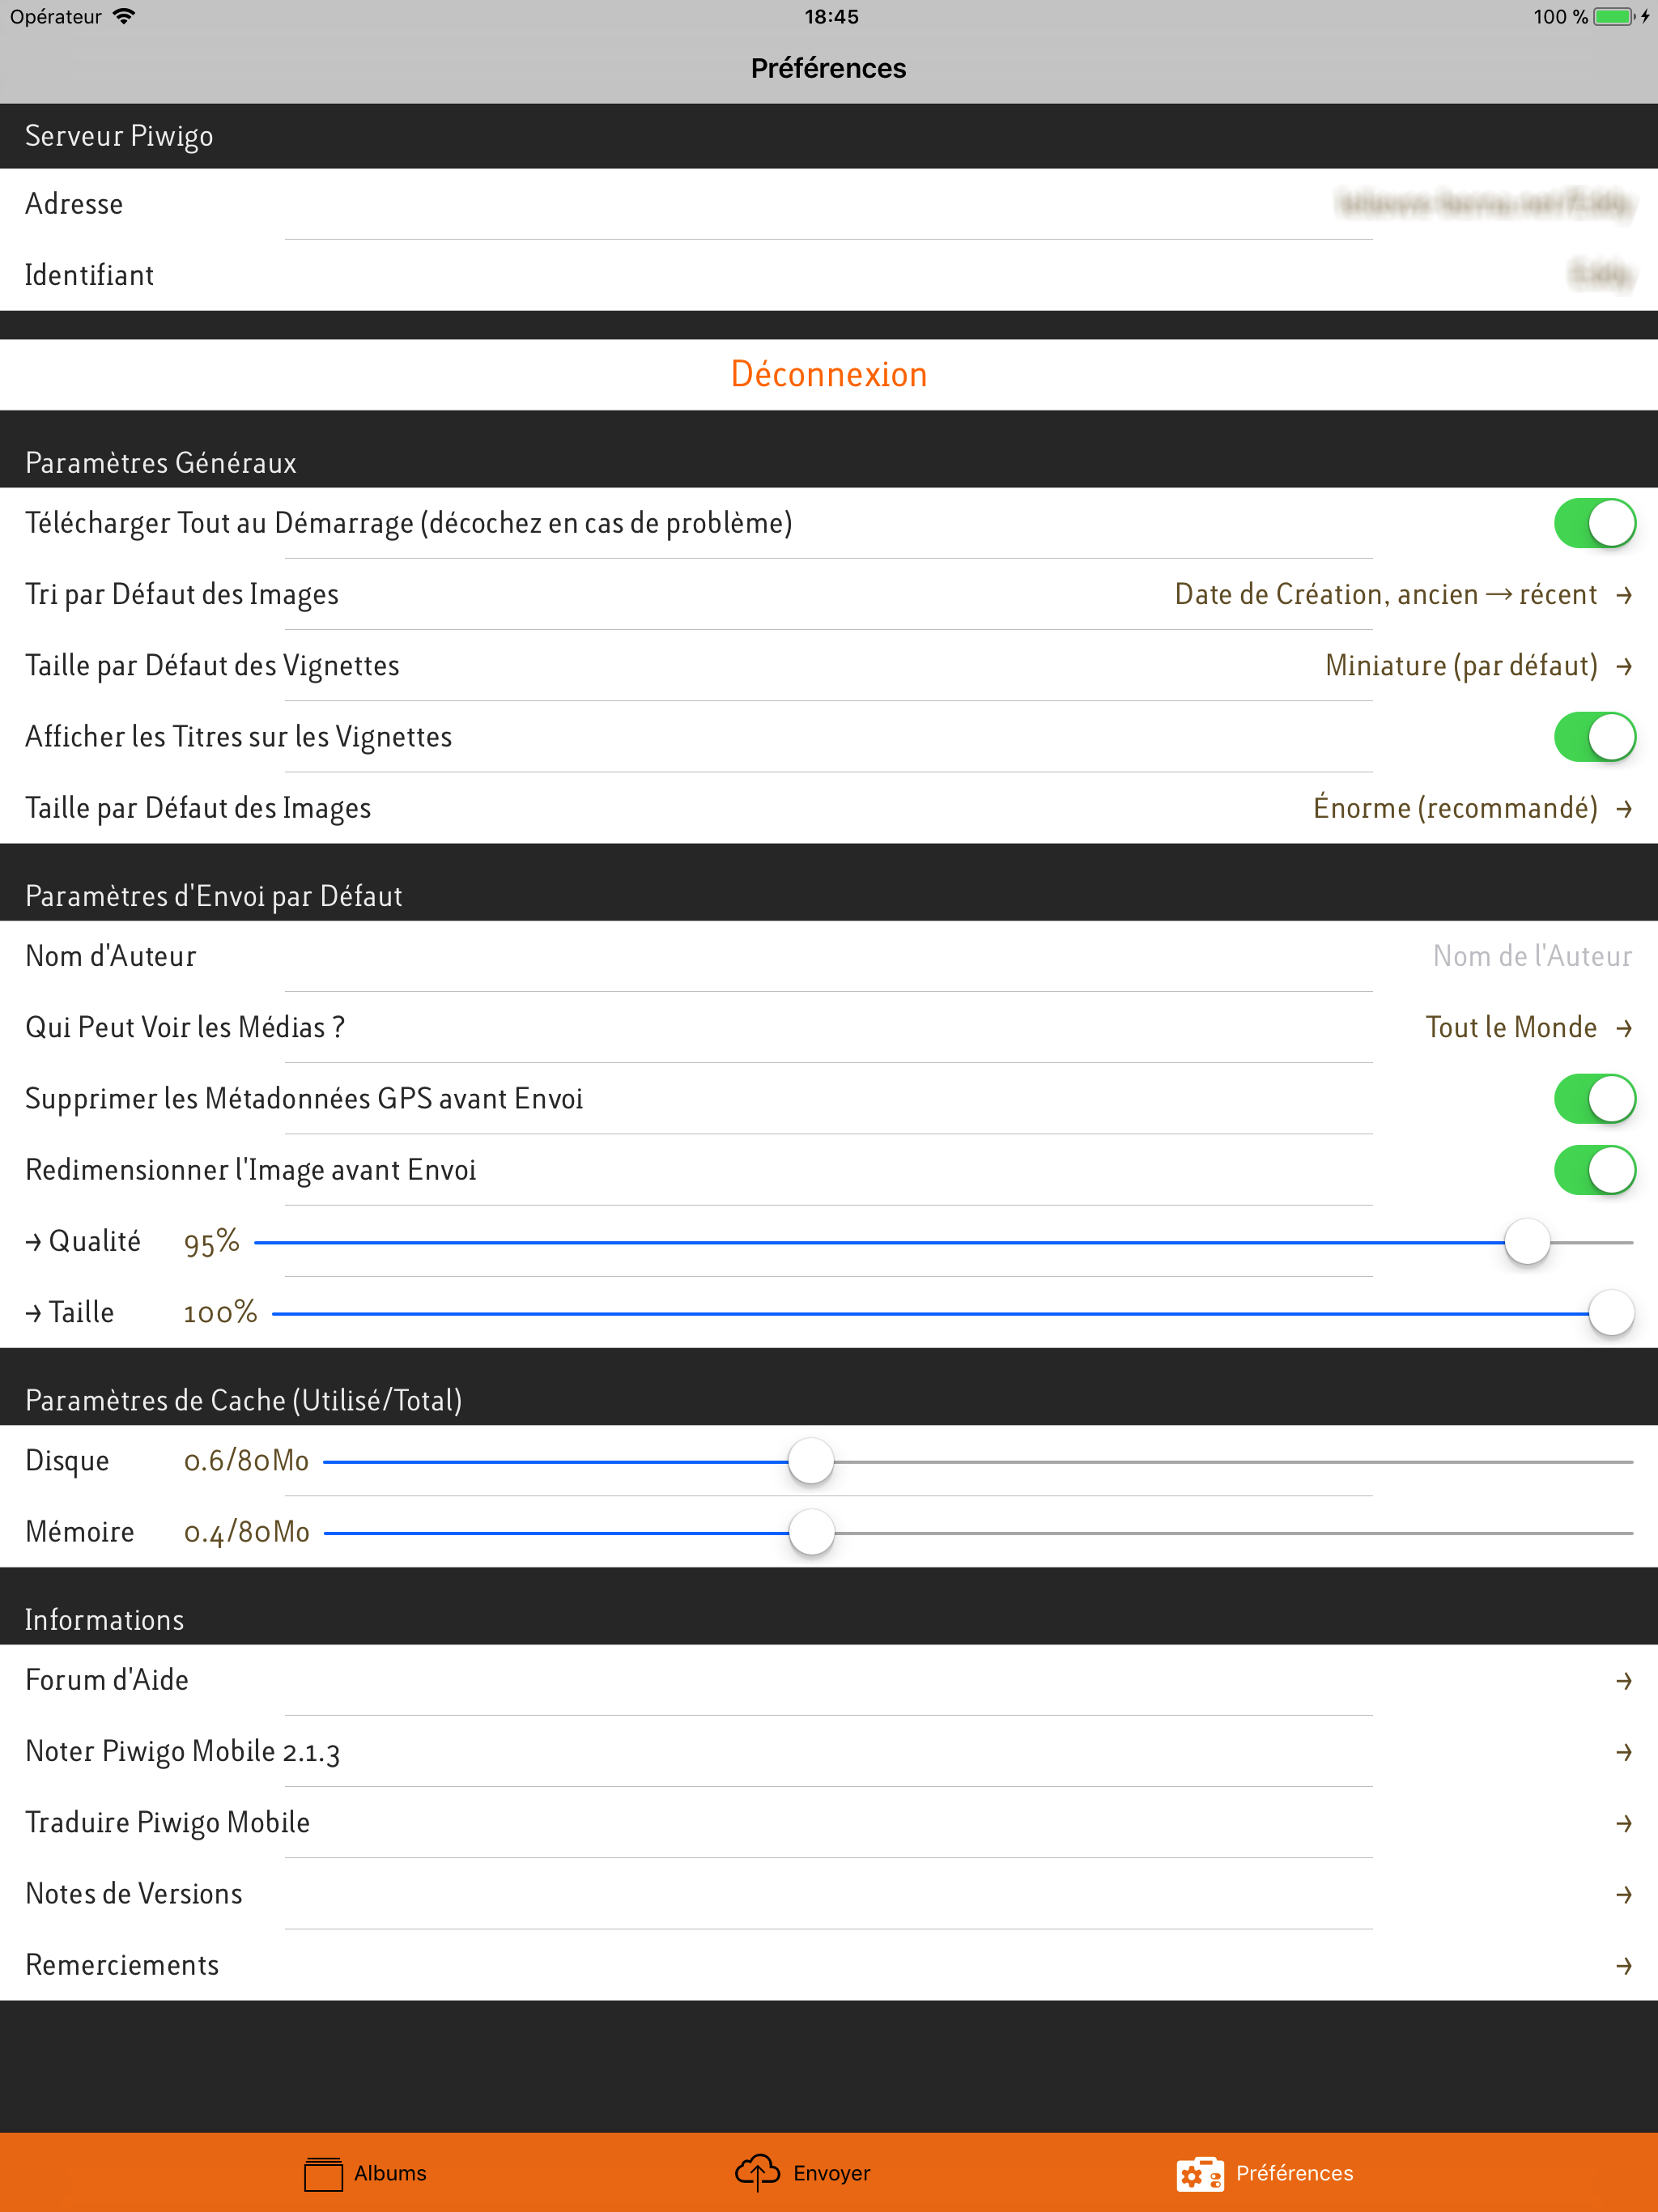 Opérateur 18:45 100 %
Préférences
Serveur Piwigo
Adresse
Identifiant
Déconnexion
Paramètres Généraux
Télécharger Tout au Démarrage (décochez en cas de problème)
Tri par Défaut des Images Date de Création, ancien → récent →
Taille par Défaut des Vignettes Miniature (par défaut) →
Afficher les Titres sur les Vignettes
Taille par Défaut des Images Énorme (recommandé) →
Paramètres d'Envoi par Défaut
Nom d'Auteur Nom de l'Auteur
Qui Peut Voir les Médias ? Tout le Monde →
Supprimer les Métadonnées GPS avant Envoi
Redimensionner l'Image avant Envoi
→ Qualité 95%
→ Taille 100%
Paramètres de Cache (Utilisé/Total)
Disque 0.6/80Mo
Mémoire 0.4/80Mo
Informations
Forum d'Aide →
Noter Piwigo Mobile 2.1.3 →
Traduire Piwigo Mobile →
Notes de Versions →
Remerciements →
Albums Envoyer Préférences